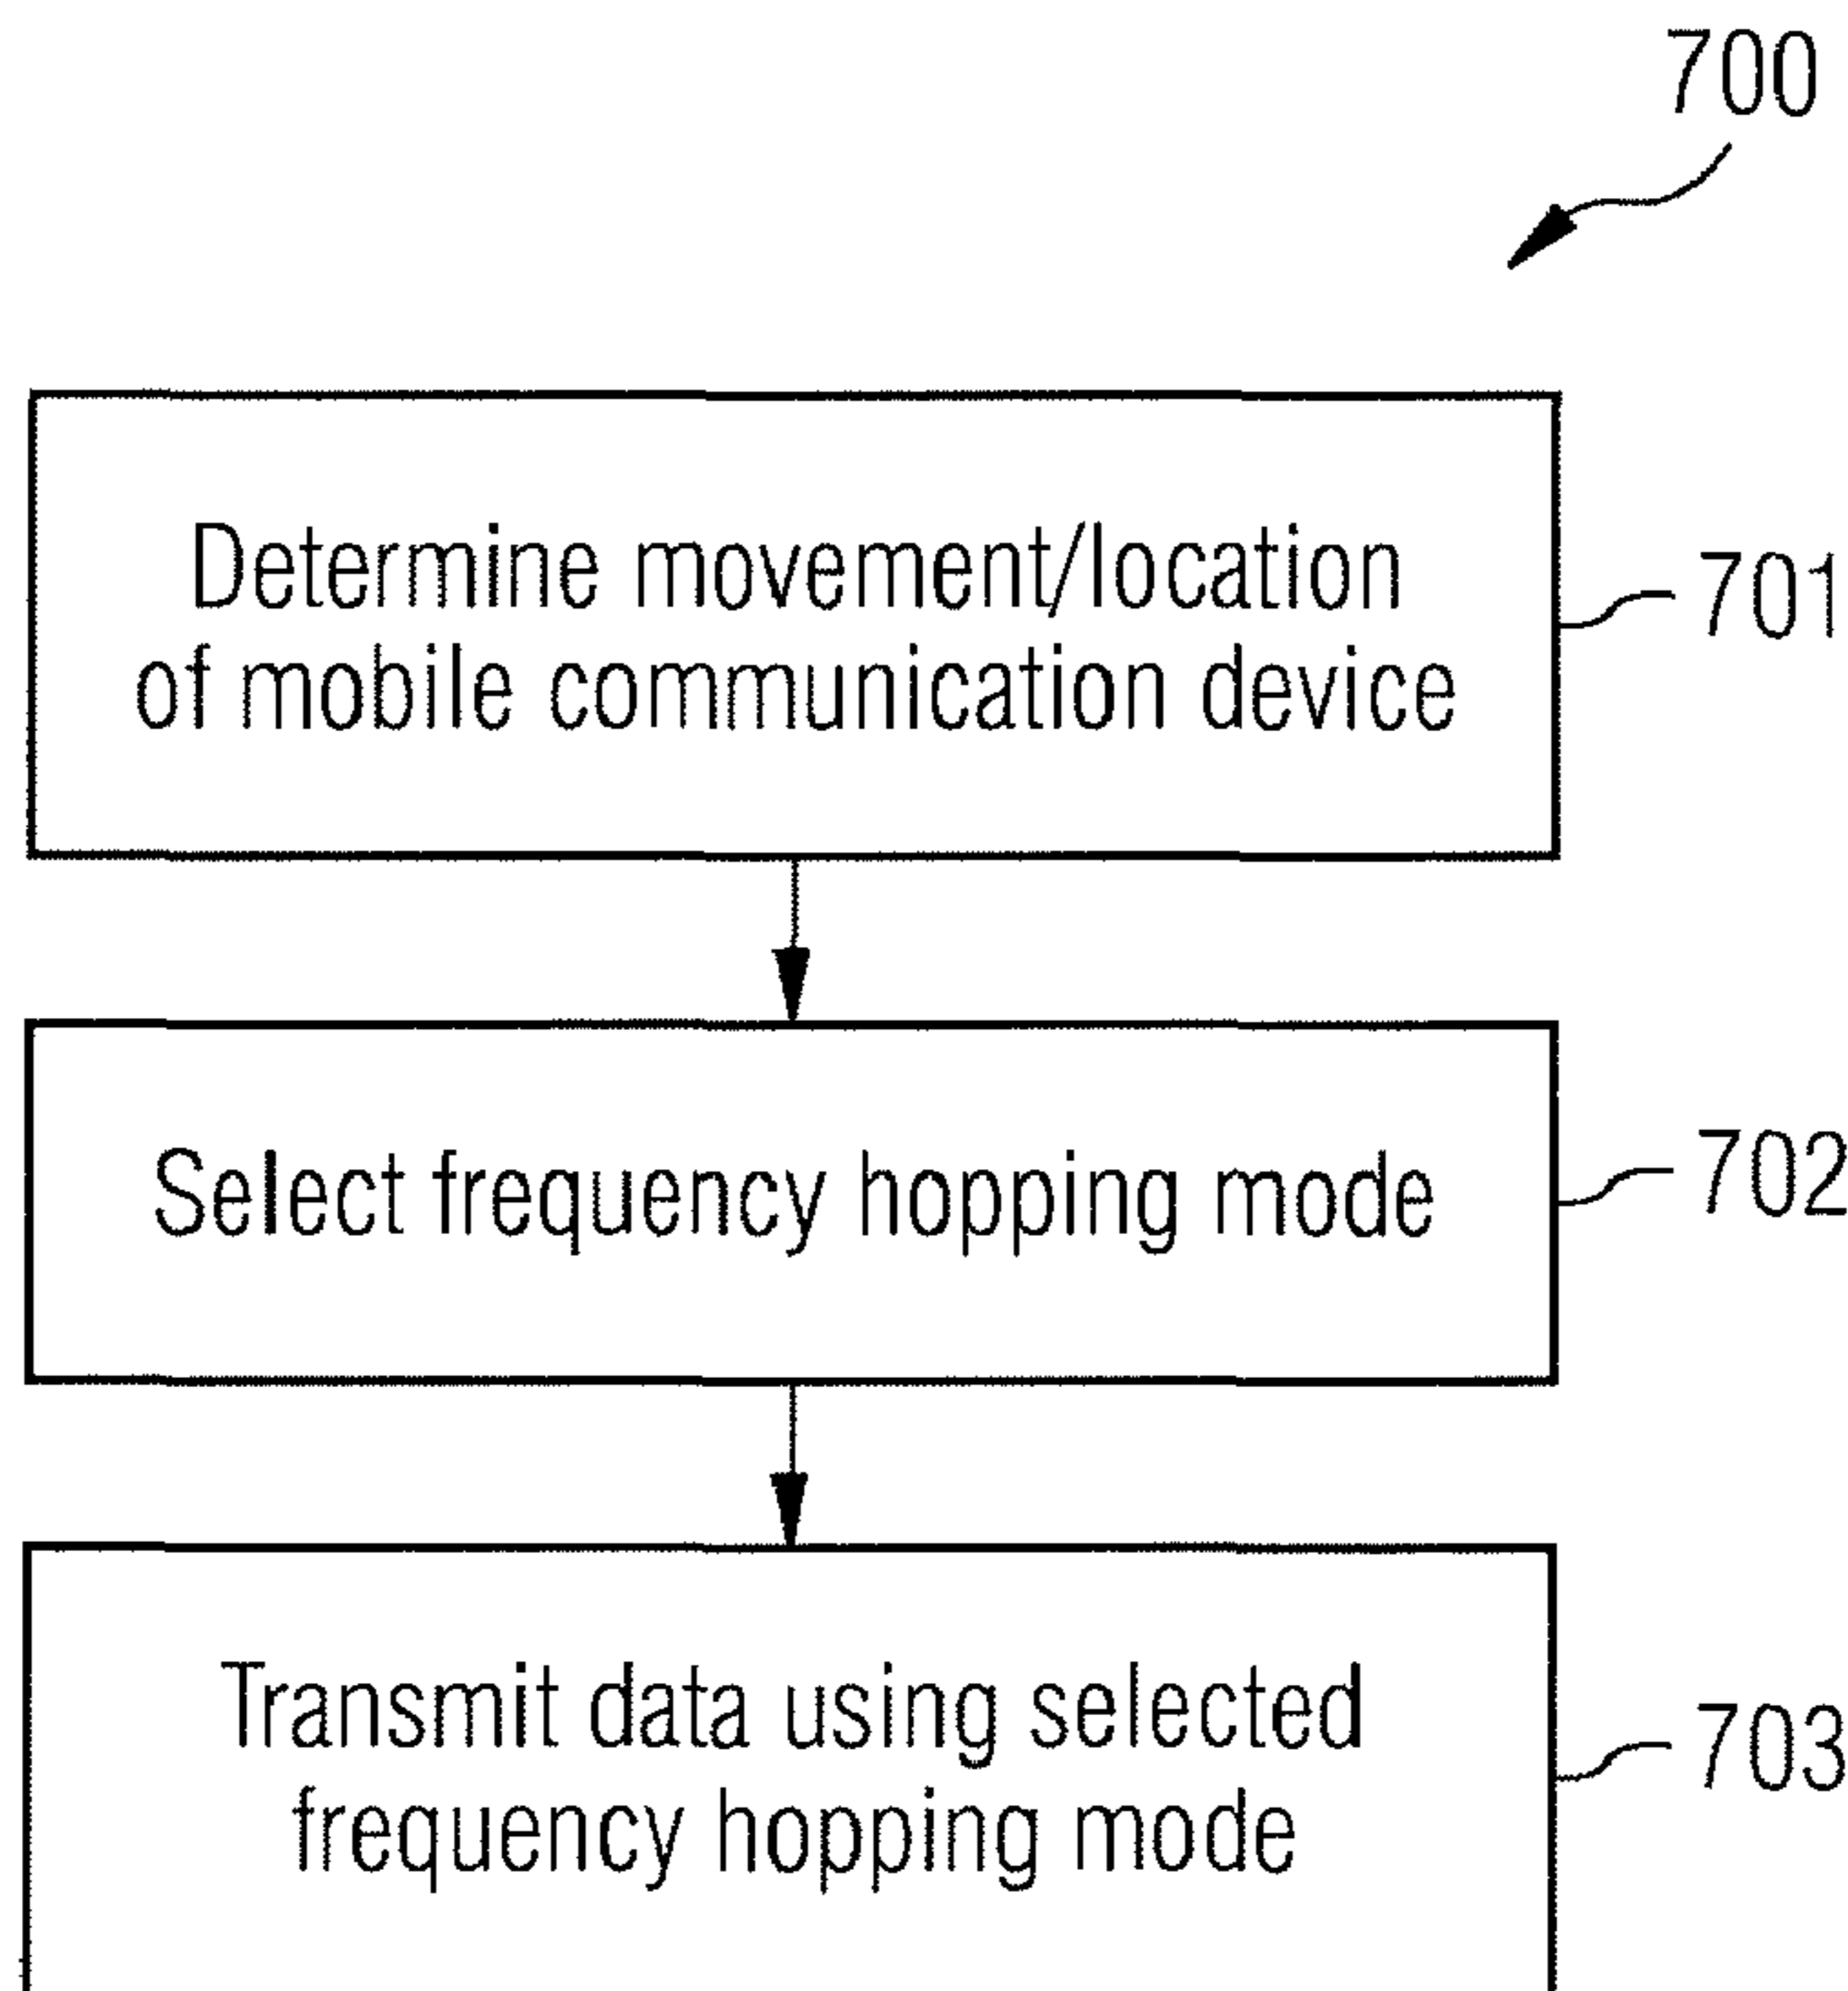 700
Determine movement/location
of mobile communication device
701
Select frequency hopping mode
702
Transmit data using selected
frequency hopping mode
703